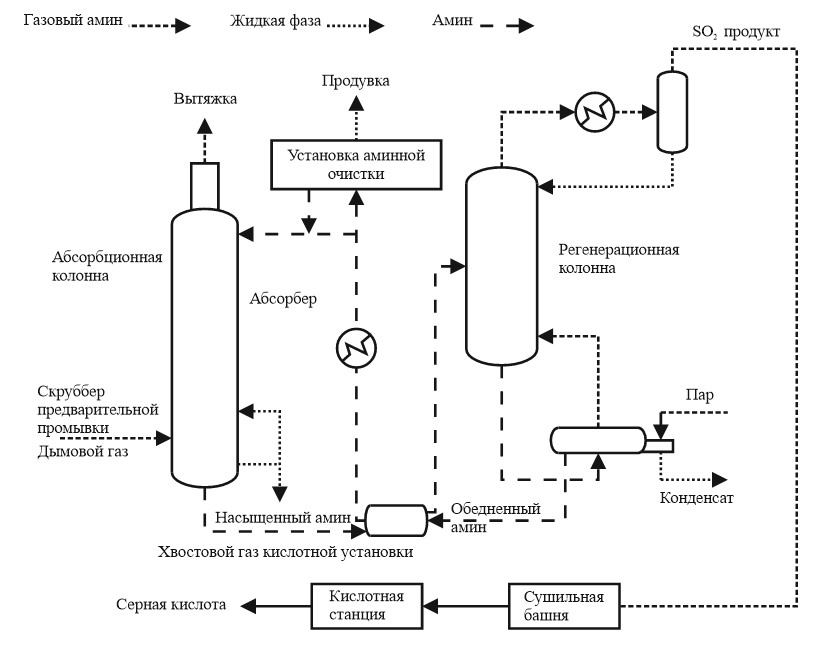 Газовый амин
Жидкая фаза
Амин
SO₂ продукт
Вытяжка
Продувка
Установка аминной
очистки
Абсорбционная
колонна
Абсорбер
Регенерационная
колонна
Скруббер
предварительной
промывки
Дымовой газ
Пар
Конденсат
Насыщенный амин
Обедненный
амин
Хвостовой газ кислотной установки
Серная кислота
Кислотная
станция
Сушильная
башня